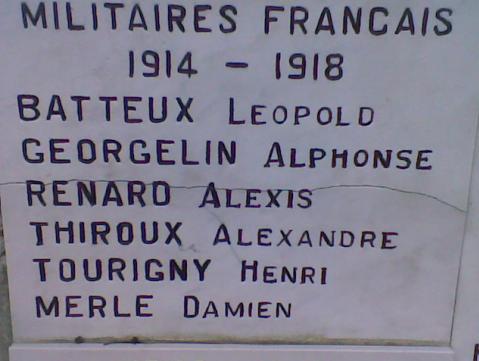 MILITAIRES FRANCAIS
1914 - 1918
BATTEUX LEOPOLD
GEORGELIN ALPHONSE
RENARD ALEXIS
THIROUX ALEXANDRE
TOURIGNY HENRI
MERLE DAMIEN